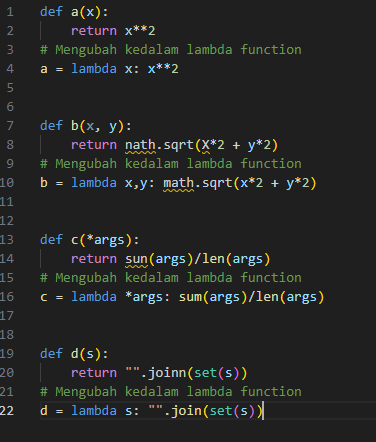 1 def a(x):
2     return x**2
3 # Mengubah kedalam lambda function
4 a = lambda x: x**2
5
6
7 def b(x, y):
8     return nath.sqrt(X*2 + y*2)
9 # Mengubah kedalam lambda function
10 b = lambda x,y: math.sqrt(x*2 + y*2)
11
12
13 def c(*args):
14     return sun(args)/len(args)
15 # Mengubah kedalam lambda function
16 c = lambda *args: sum(args)/len(args)
17
18
19 def d(s):
20     return "".joinn(set(s))
21 # Mengubah kedalam lambda function
22 d = lambda s: "".join(set(s))